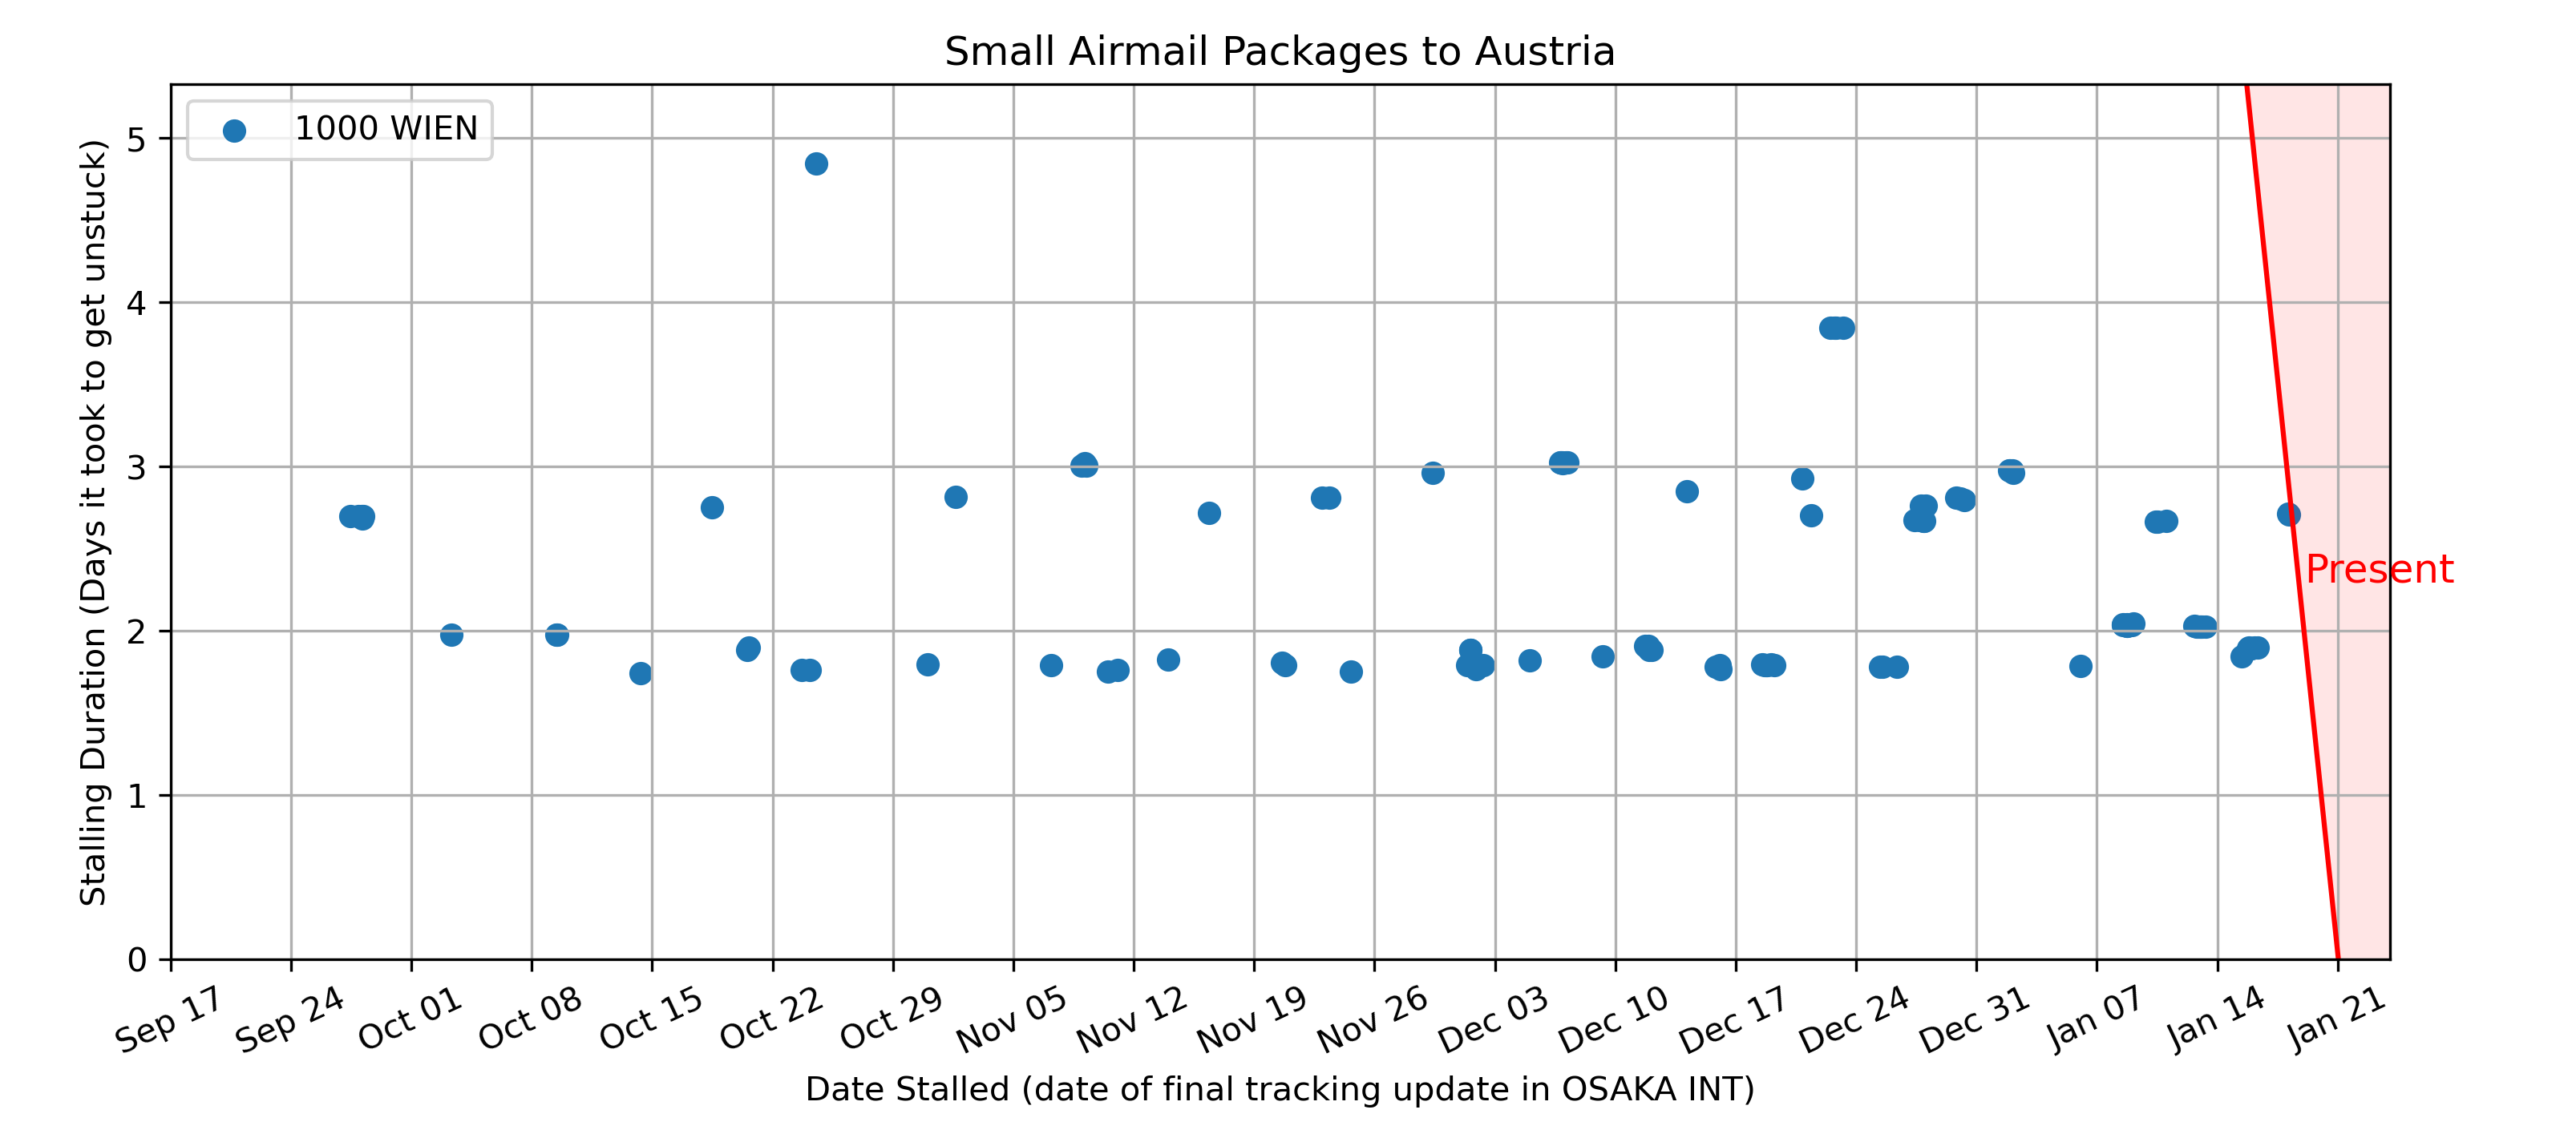 Small Airmail Packages to Austria
1000 WIEN
Stalling Duration (Days it took to get unstuck)
5
4
3
2
1
0
Present
Sep 17
Sep 24
Oct 01
Oct 08
Oct 15
Oct 22
Oct 29
Nov 05
Nov 12
Nov 19
Nov 26
Dec 03
Dec 10
Dec 17
Dec 24
Dec 31
Jan 07
Jan 14
Jan 21
Date Stalled (date of final tracking update in OSAKA INT)